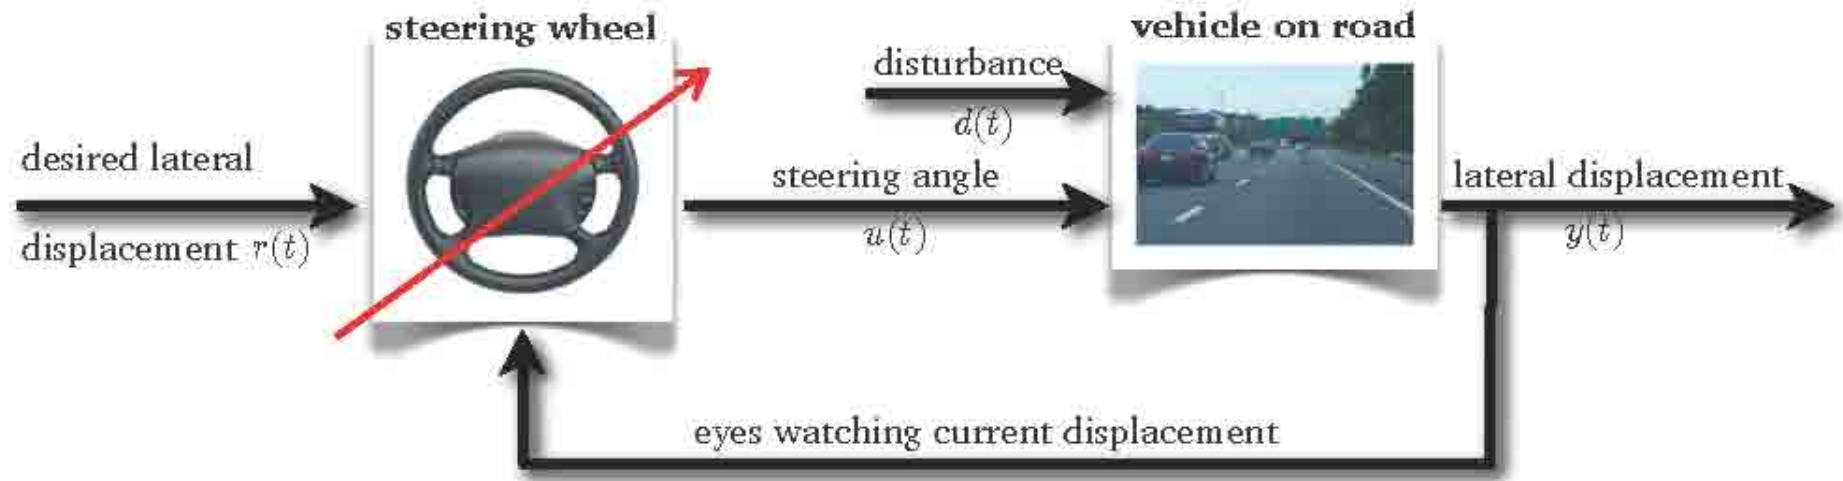 steering wheel
vehicle on road
disturbance
d(t)
desired lateral
displacement r(t)
steering angle
u(t)
lateral displacement
y(t)
eyes watching current displacement